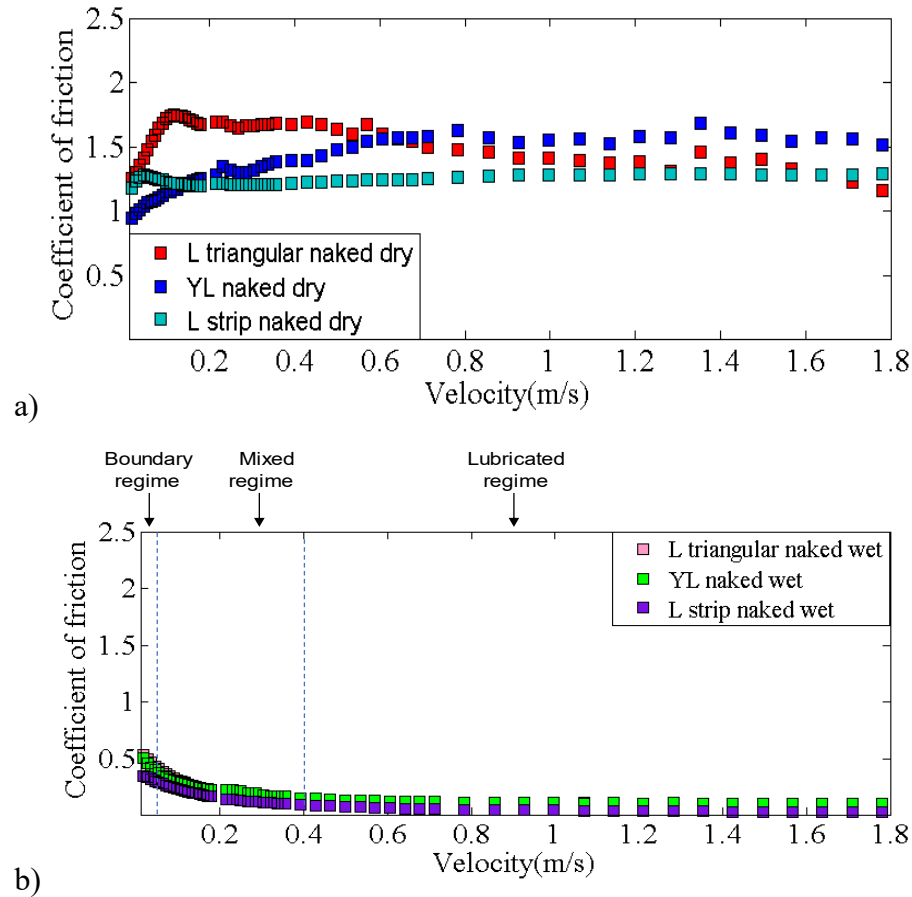 2.5
2
1.5
1
0.5
Coefficient of friction
L triangular naked dry
YL naked dry
L strip naked dry
0.2 0.4 0.6 0.8 1 1.2 1.4 1.6 1.8
Velocity(m/s)
a)
Boundary regime
Mixed regime
Lubricated regime
2.5
2
1.5
1
0.5
Coefficient of friction
L triangular naked wet
YL naked wet
L strip naked wet
0.2 0.4 0.6 0.8 1 1.2 1.4 1.6 1.8
Velocity(m/s)
b)